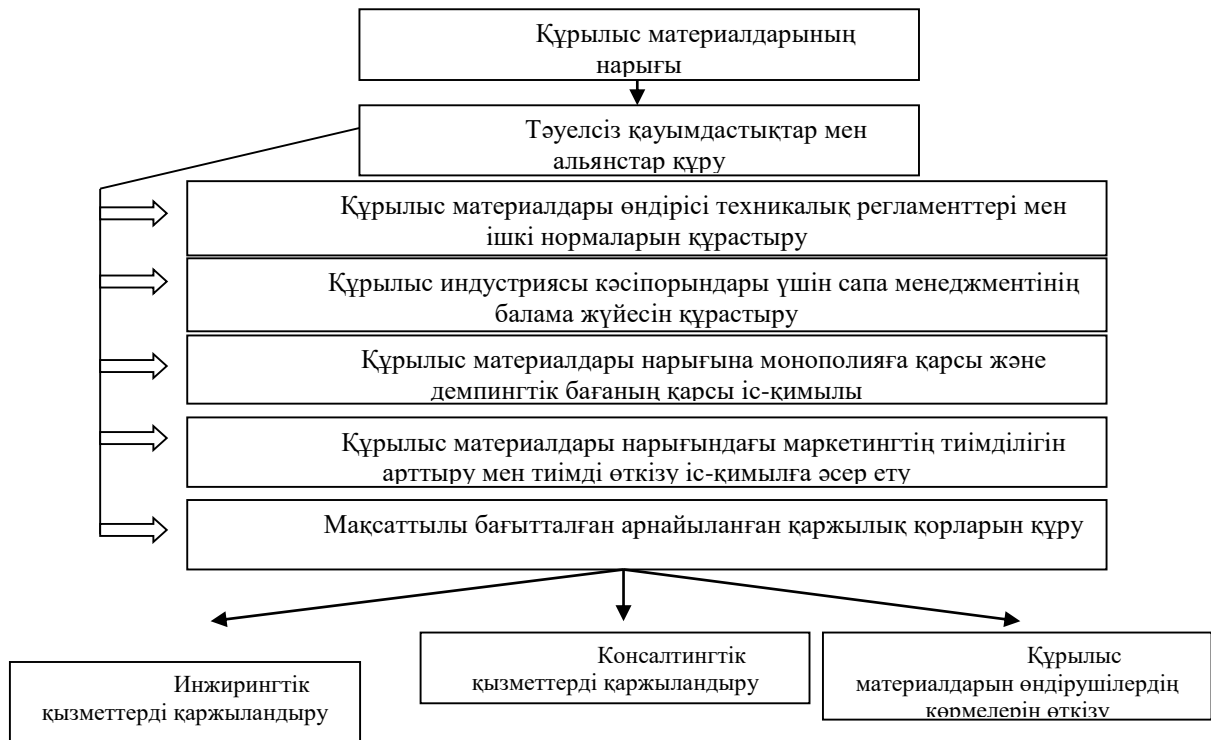 Құрылыс материалдарының
нарығы
Тәуелсіз қауымдастықтар мен
альянстар құру
Құрылыс материалдары өндірісі техникалық регламенттері мен
ішкі нормаларын құрастыру
Құрылыс индустриясы кәсіпорындары үшін сапа менеджментінің
балама жүйесін құрастыру
Құрылыс материалдары нарығына монополияға қарсы және
демпингтік бағаның қарсы іс-қимылы
Құрылыс материалдары нарығындағы маркетингтің тиімділігін
арттыру мен тиімді өткізу іс-қимылға әсер ету
Мақсаттылы бағытталған арнайыланған қаржылық қорларын құру
Инжирингтік
қызметтерді қаржыландыру
Консалтингтік
қызметтерді қаржыландыру
Құрылыс
материалдарын өндірушілердің
көрмелерін өткізу